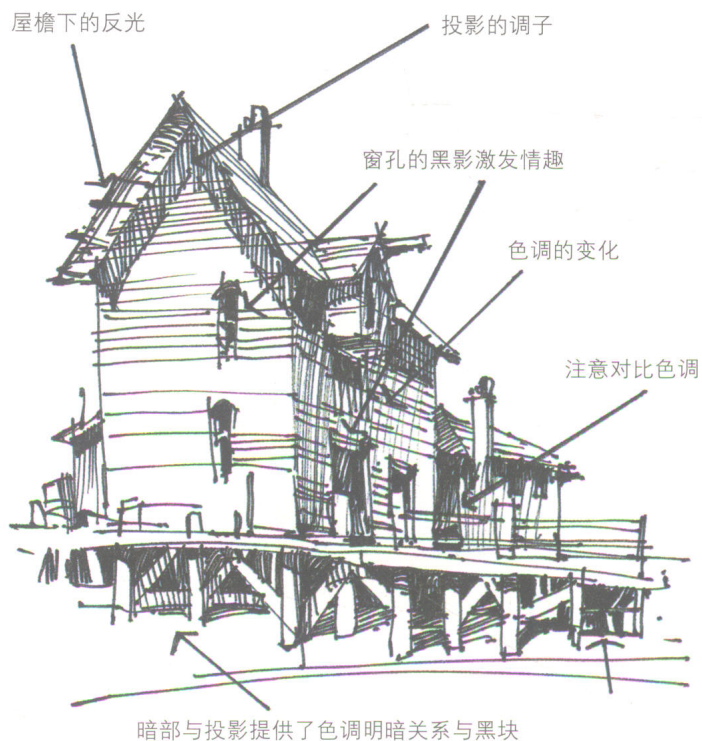 屋檐下的反光
投影的调子
窗孔的黑影激发情趣
色调的变化
注意对比色调
暗部与投影提供了色调明暗关系与黑块